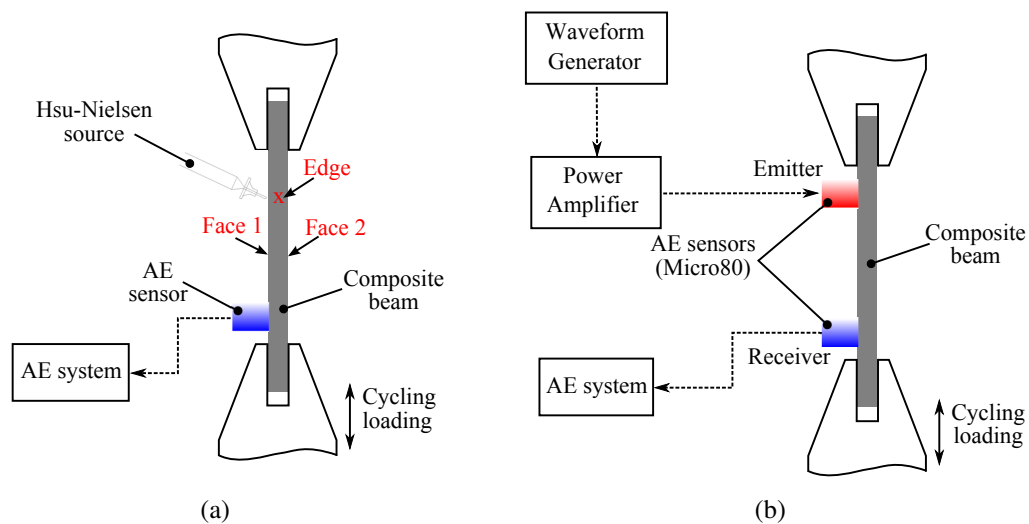 Hsu-Nielsen
source
Edge
Face 1
Face 2
AE
sensor
Composite
beam
AE system
Cycling
loading
(a)
Waveform
Generator
Power
Amplifier
Emitter
AE sensors
(Micro80)
Composite
beam
Receiver
AE system
Cycling
loading
(b)
x